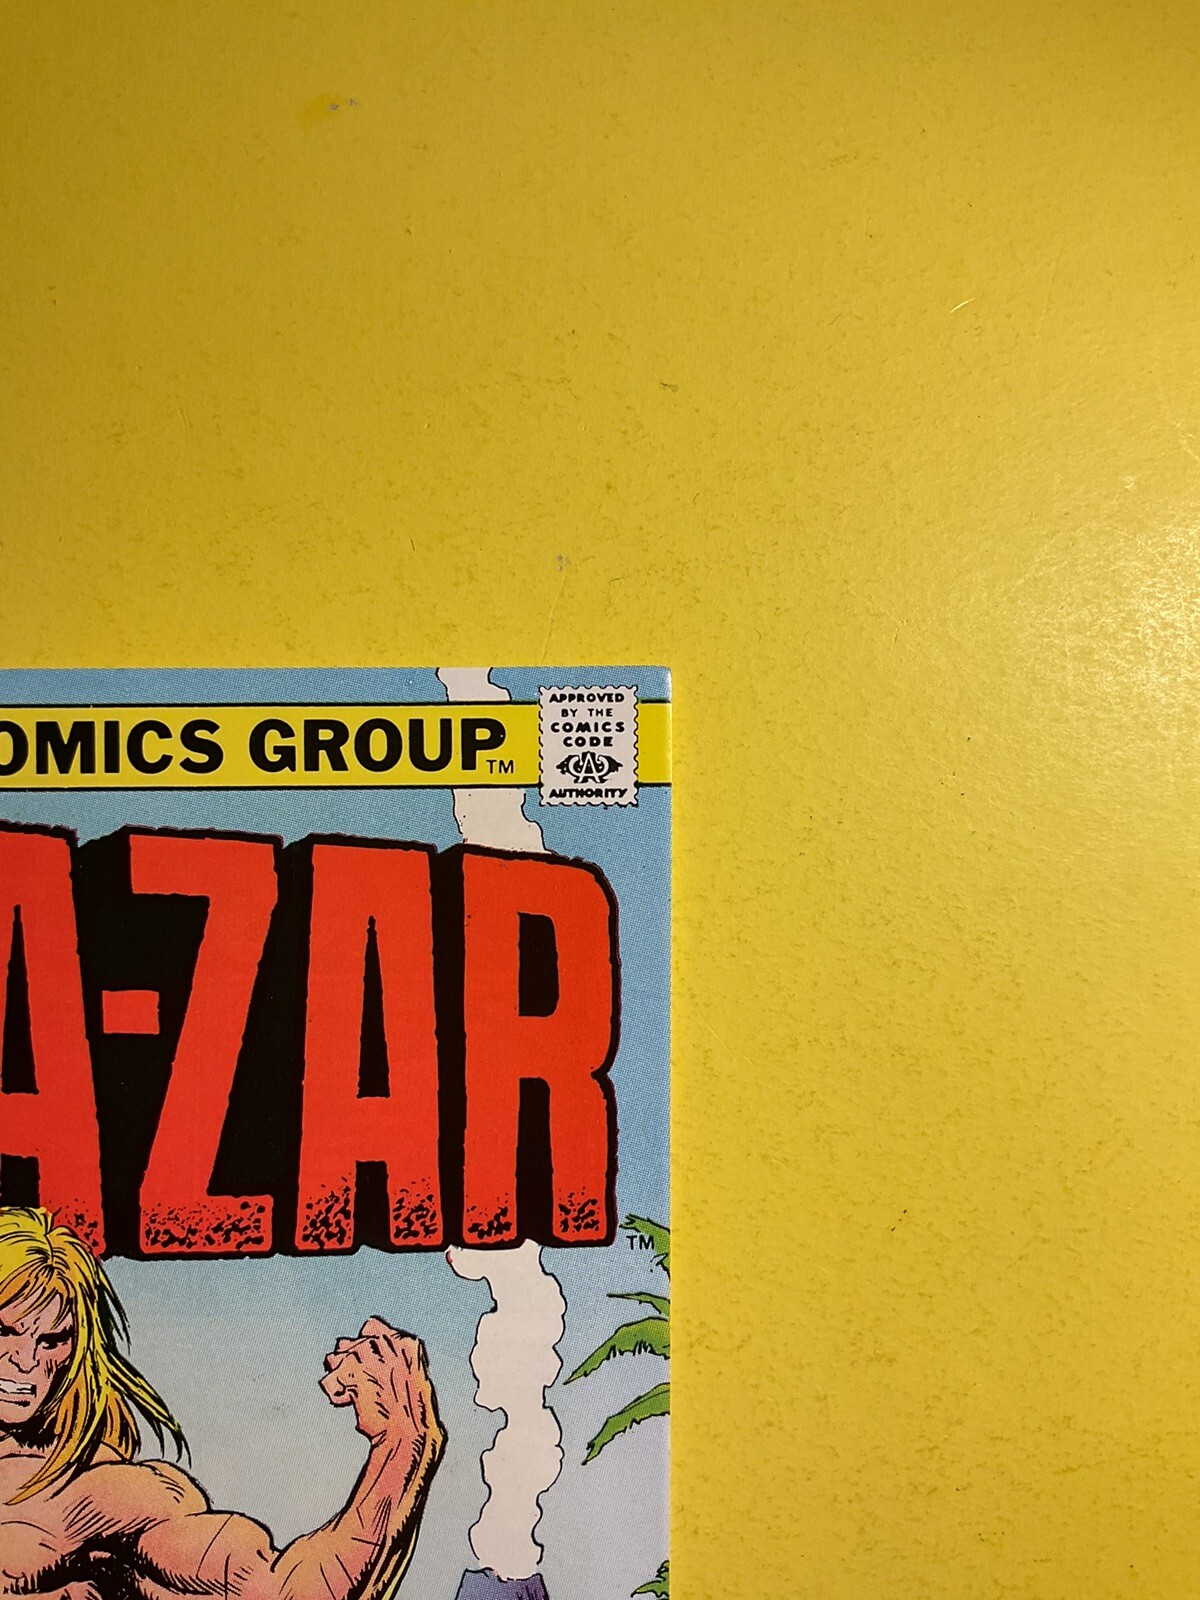 OMICS GROUP TM
APPROVED
BY THE
COMICS
CODE
A
AUTHORITY
A-ZAR
TM